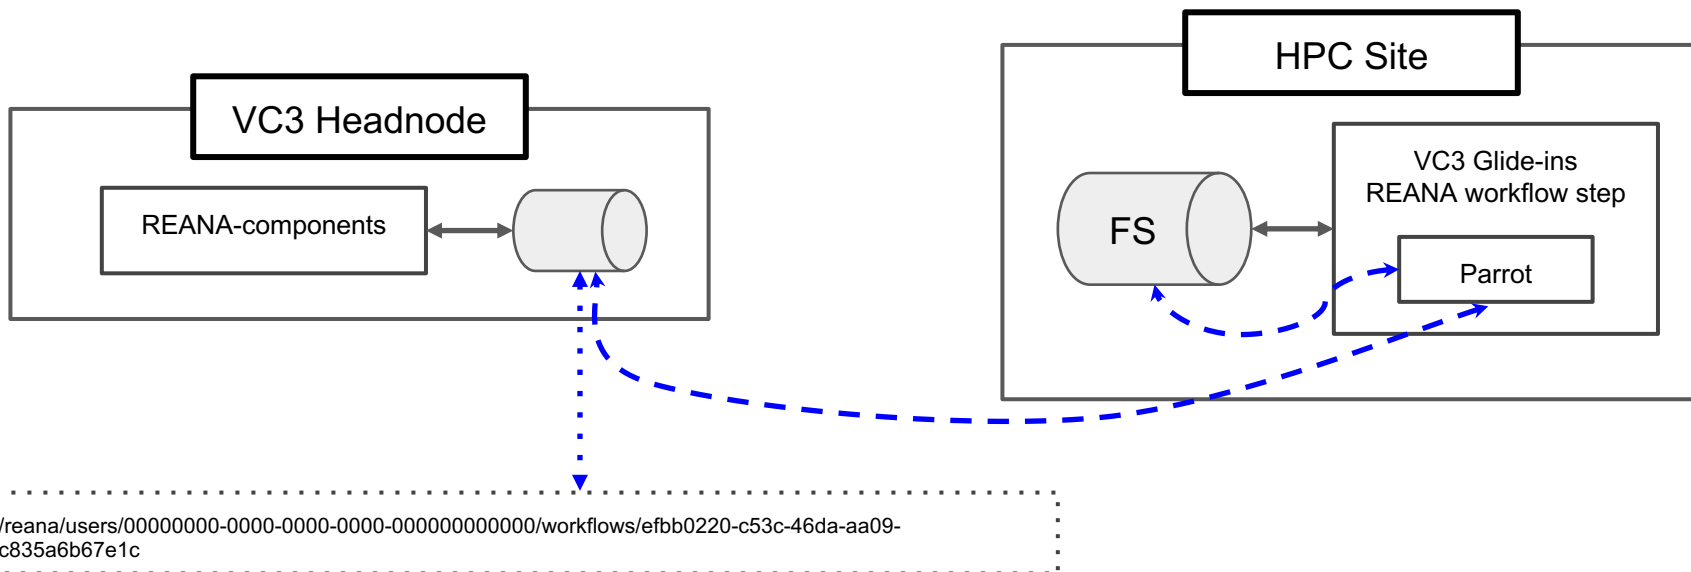 HPC Site
VC3 Headnode
VC3 Glide-ins
REANA workflow step
REANA-components
FS
Parrot
/reana/users/00000000-0000-0000-0000-000000000000/workflows/efbb0220-c53c-46da-aa09-
c835a6b67e1c